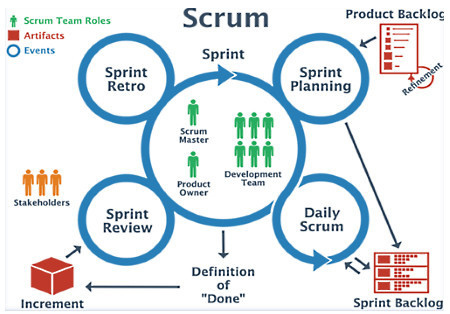 Scrum
Scrum Team Roles
Artifacts
Events
Sprint
Product Backlog
Refinement
Sprint
Retro
Sprint
Planning
Scrum
Master
Product
Owner
Development
Team
Stakeholders
Sprint
Review
Daily
Scrum
Definition
of
"Done"
Increment
Sprint Backlog